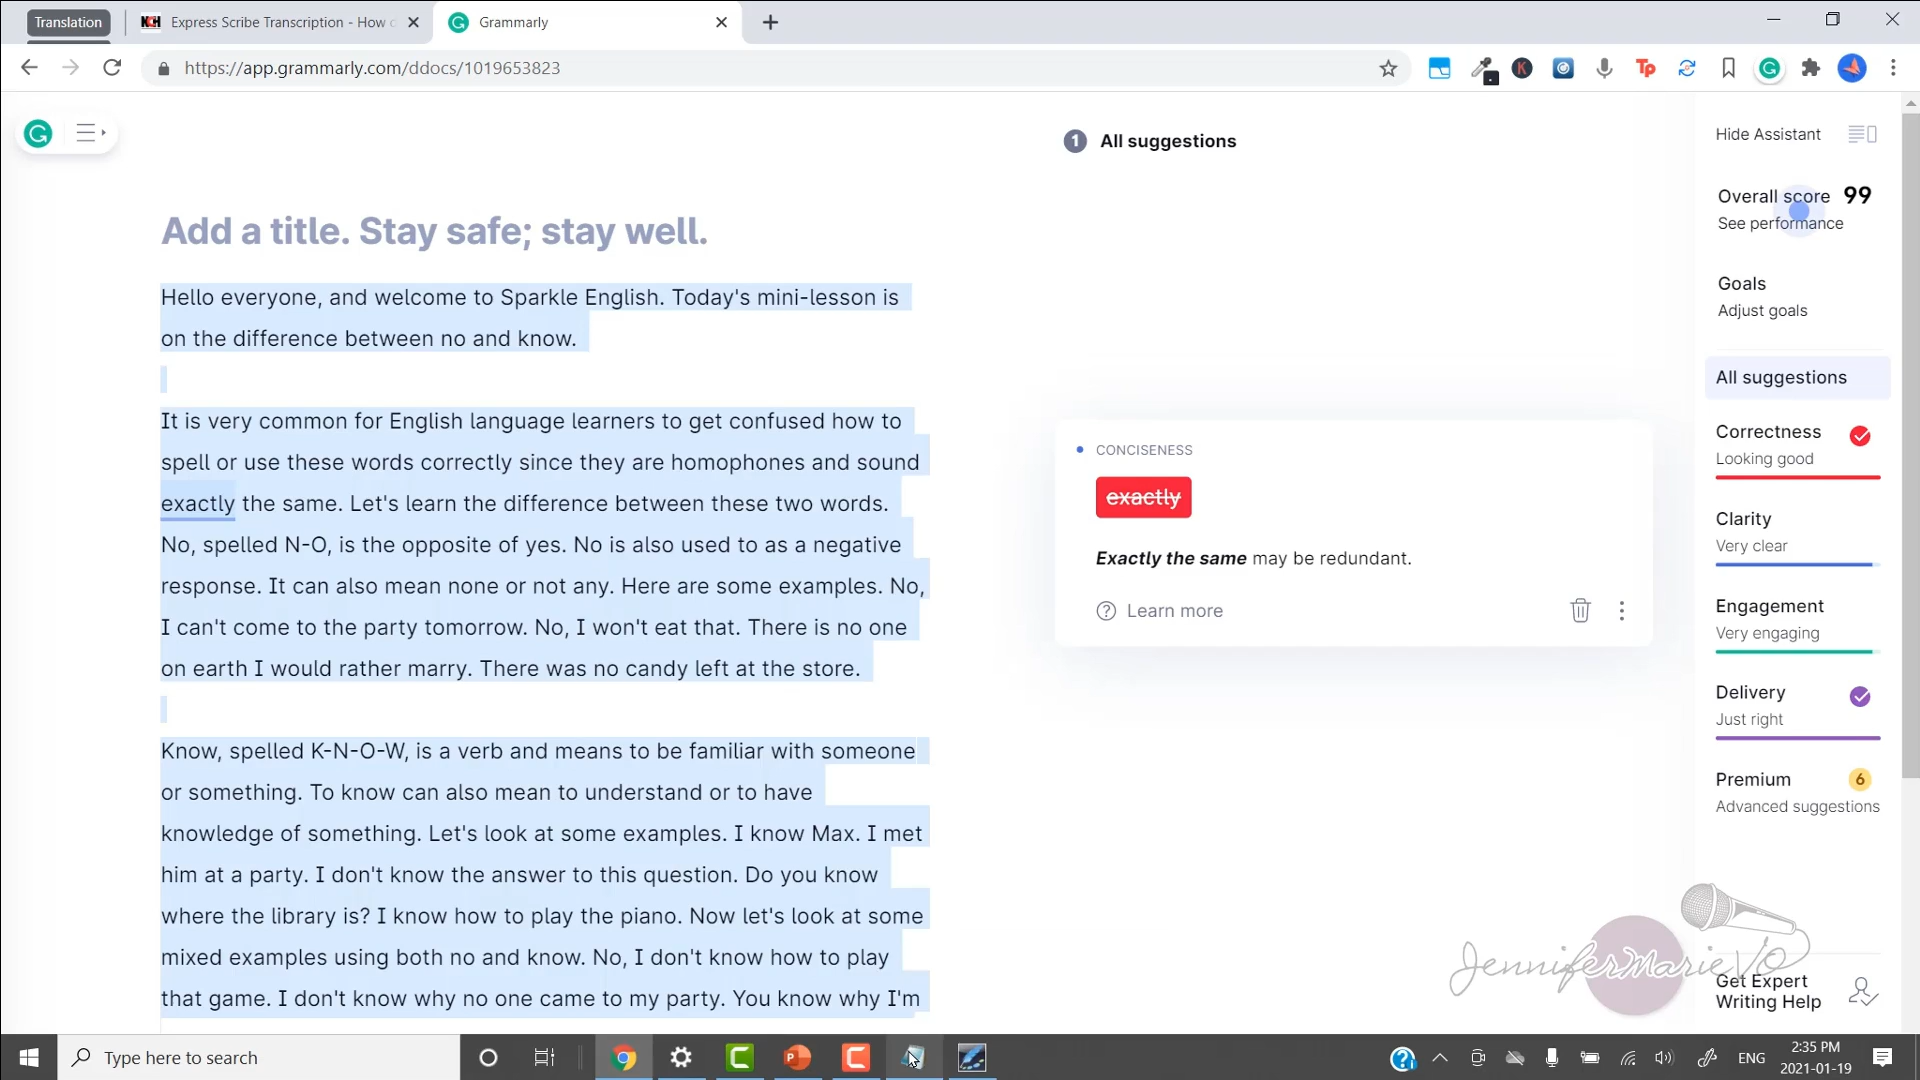 Translation
NCH
Express Scribe Transcription - How
Grammarly
https://app.grammarly.com/ddocs/1019653823
K
Tp
1 All suggestions
Hide Assistant
Add a title. Stay safe; stay well.
Overall score 99
See performance
Hello everyone, and welcome to Sparkle English. Today's mini-lesson is
on the difference between no and know.
Goals
Adjust goals
All suggestions
It is very common for English language learners to get confused how to
spell or use these words correctly since they are homophones and sound
exactly the same. Let's learn the difference between these two words.
No, spelled N-O, is the opposite of yes. No is also used to as a negative
response. It can also mean none or not any. Here are some examples. No,
I can't come to the party tomorrow. No, I won't eat that. There is no one
on earth I would rather marry. There was no candy left at the store.
CONCISENESS
exactly
Exactly the same may be redundant.
Learn more
Correctness
Looking good
Clarity
Very clear
Engagement
Very engaging
Delivery
Just right
Premium 6
Advanced suggestions
Know, spelled K-N-O-W, is a verb and means to be familiar with someone
or something. To know can also mean to understand or to have
knowledge of something. Let's look at some examples. I know Max. I met
him at a party. I don't know the answer to this question. Do you know
where the library is? I know how to play the piano. Now let's look at some
mixed examples using both no and know. No, I don't know how to play
that game. I don't know why no one came to my party. You know why I'm
JenniferMarieVO
Get Expert
Writing Help
Type here to search
ENG
2:35 PM
2021-01-19